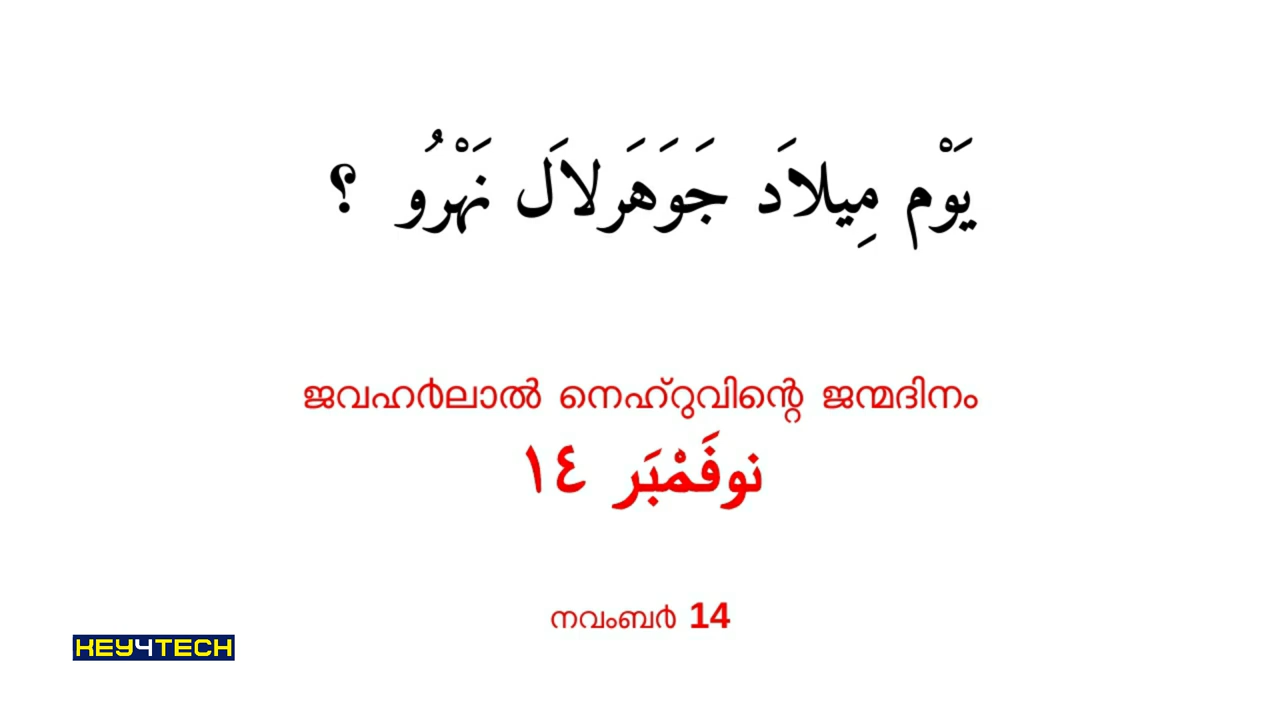 يَوْم مِيلاَد جَوَهَرلاَل نَهْرُو ؟
ജവഹർലാൽ നെഹ്റുവിന്റെ ജന്മദിനം
نوفَمْبَر ١٤
നവംബർ 14
KEY4TECH